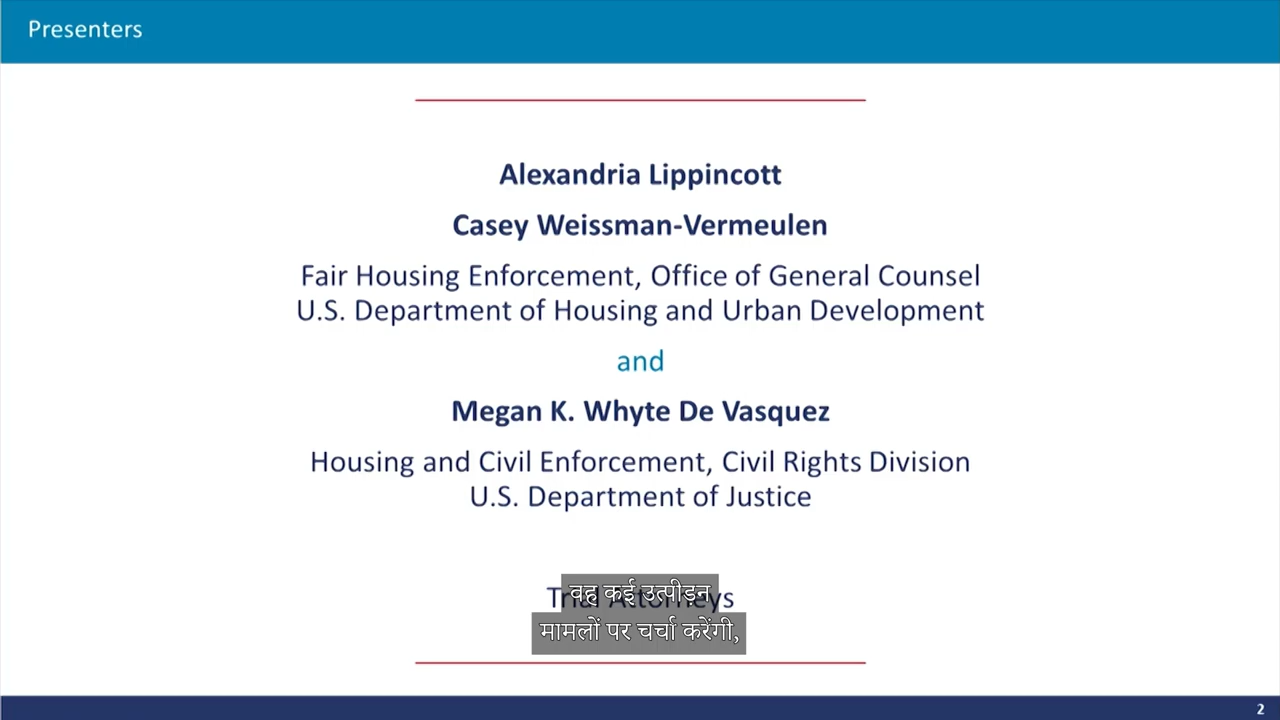 Presenters
Alexandria Lippincott
Casey Weissman-Vermeulen
Fair Housing Enforcement, Office of General Counsel
U.S. Department of Housing and Urban Development
and
Megan K. Whyte De Vasquez
Housing and Civil Enforcement, Civil Rights Division
U.S. Department of Justice
Trial Attorneys
वह कई उत्पीड़न
मामलों पर चर्चा करेंगी,
2